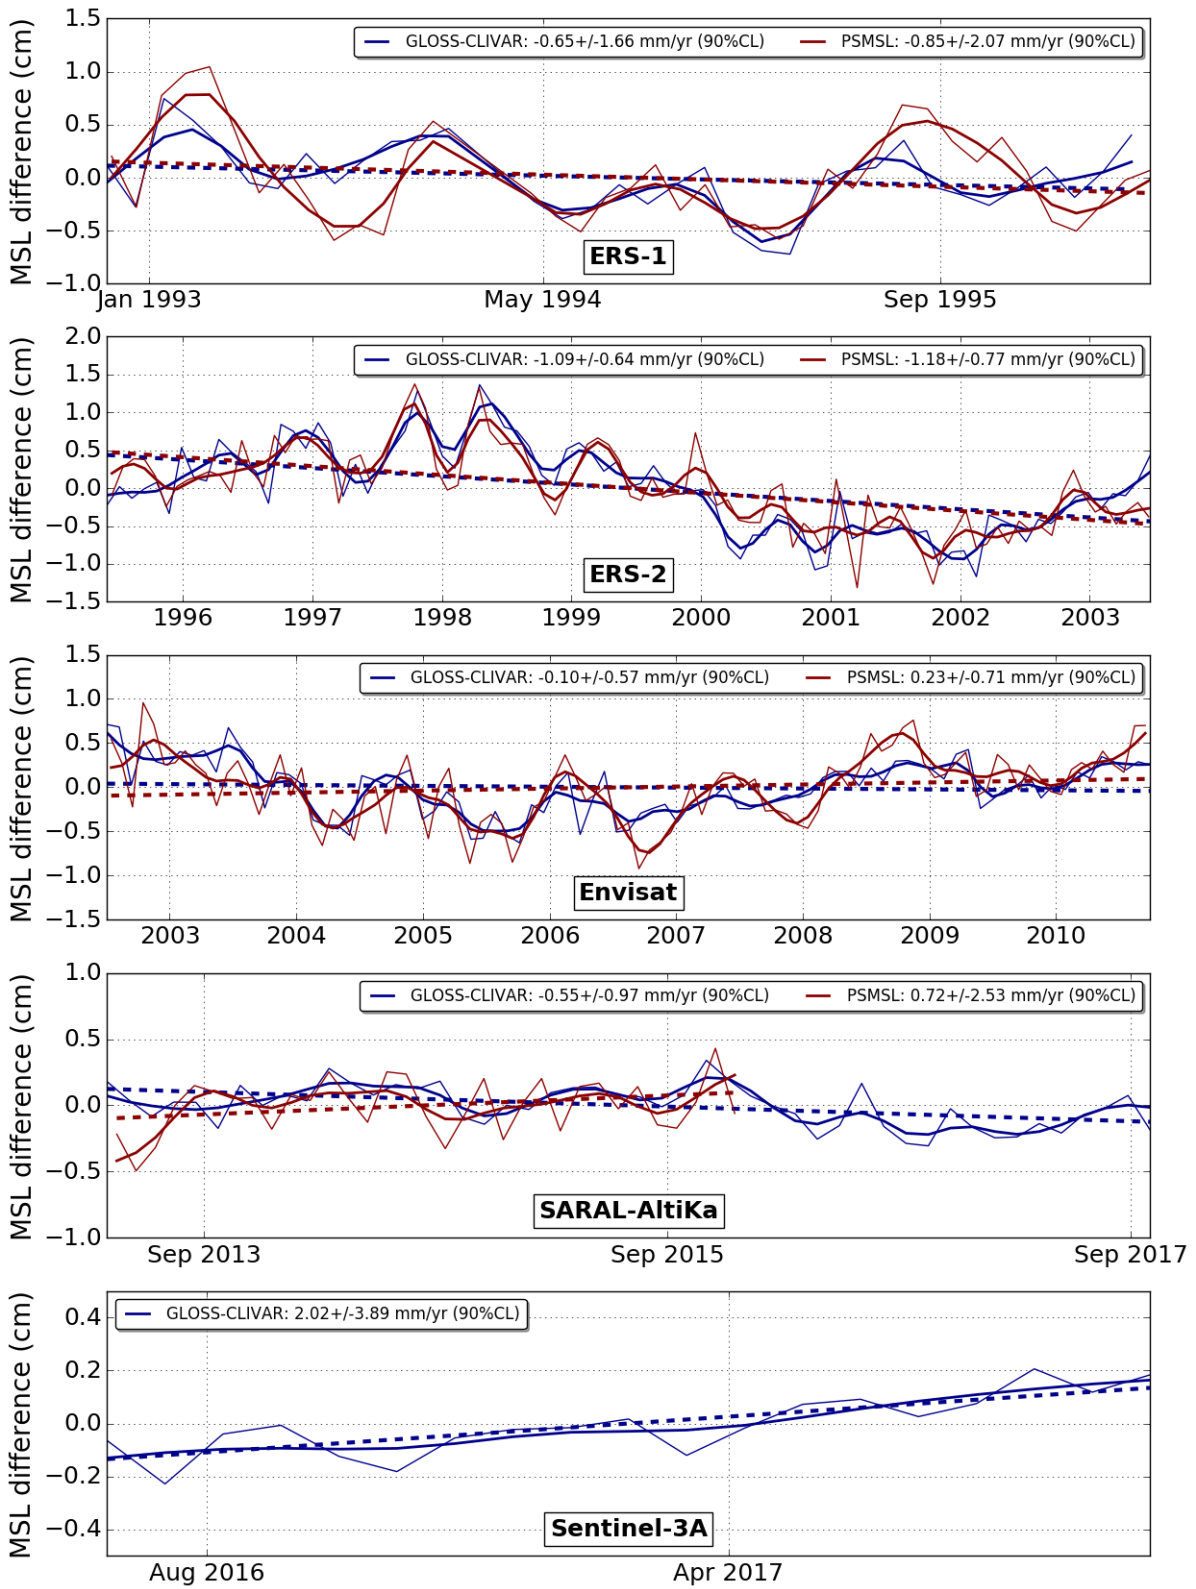 MSL difference (cm)
1.5
1.0
0.5
0.0
−0.5
−1.0
GLOSS-CLIVAR: -0.65+/-1.66 mm/yr (90%CL) PSMSL: -0.85+/-2.07 mm/yr (90%CL)
ERS-1
Jan 1993 May 1994 Sep 1995
MSL difference (cm)
2.0
1.5
1.0
0.5
0.0
−0.5
−1.0
−1.5
GLOSS-CLIVAR: -1.09+/-0.64 mm/yr (90%CL) PSMSL: -1.18+/-0.77 mm/yr (90%CL)
ERS-2
1996 1997 1998 1999 2000 2001 2002 2003
MSL difference (cm)
1.5
1.0
0.5
0.0
−0.5
−1.0
−1.5
GLOSS-CLIVAR: -0.10+/-0.57 mm/yr (90%CL) PSMSL: 0.23+/-0.71 mm/yr (90%CL)
Envisat
2003 2004 2005 2006 2007 2008 2009 2010
MSL difference (cm)
1.0
0.5
0.0
−0.5
−1.0
GLOSS-CLIVAR: -0.55+/-0.97 mm/yr (90%CL) PSMSL: 0.72+/-2.53 mm/yr (90%CL)
SARAL-AltiKa
Sep 2013 Sep 2015 Sep 2017
MSL difference (cm)
0.4
0.2
0.0
−0.2
−0.4
GLOSS-CLIVAR: 2.02+/-3.89 mm/yr (90%CL)
Sentinel-3A
Aug 2016 Apr 2017